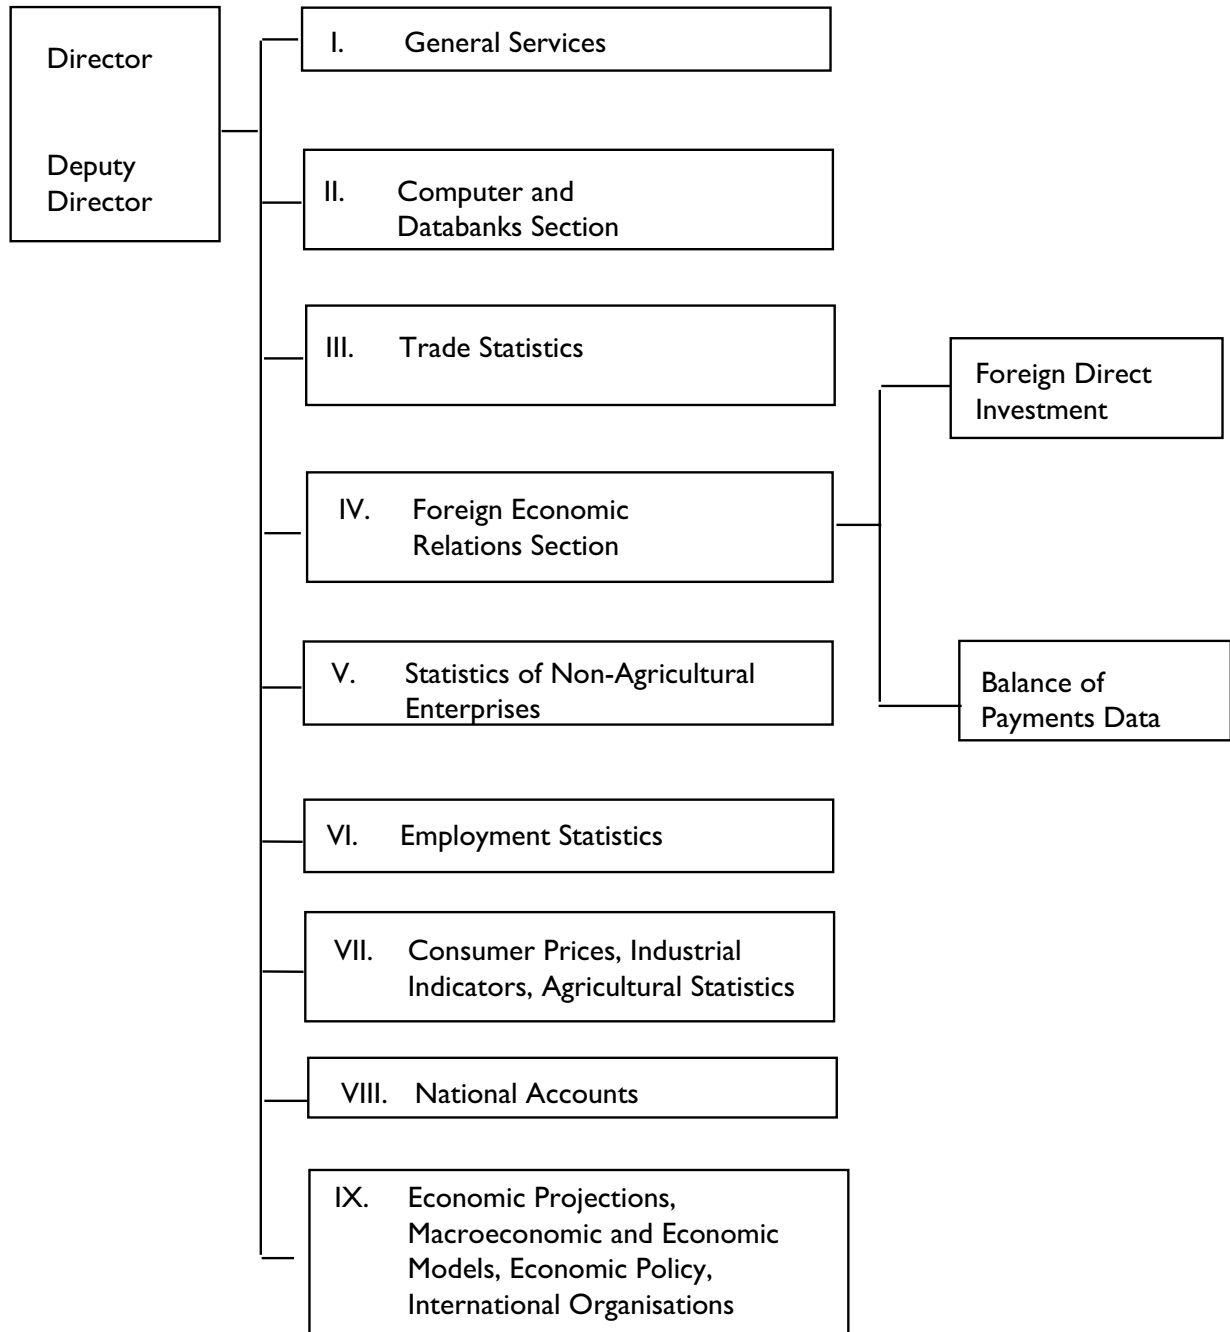 Director
Deputy
Director
I. General Services
II. Computer and
Databanks Section
III. Trade Statistics
IV. Foreign Economic
Relations Section
Foreign Direct
Investment
Balance of
Payments Data
V. Statistics of Non-Agricultural
Enterprises
VI. Employment Statistics
VII. Consumer Prices, Industrial
Indicators, Agricultural Statistics
VIII. National Accounts
IX. Economic Projections,
Macroeconomic and Economic
Models, Economic Policy,
International Organisations